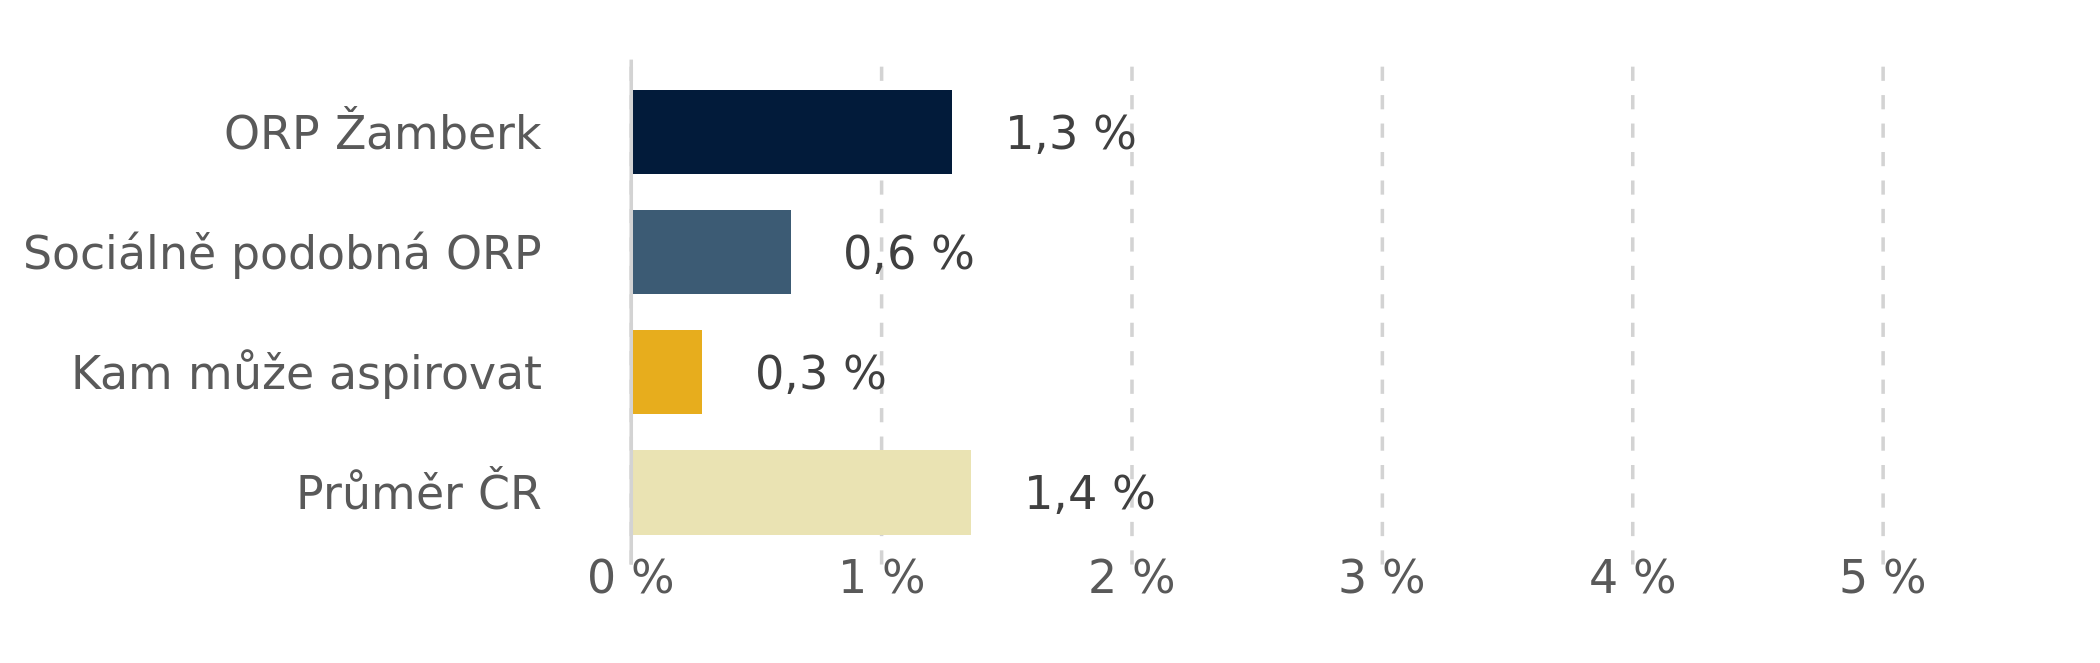 ORP Žamberk 1,3 %
Sociálně podobná ORP 0,6 %
Kam může aspirovat 0,3 %
Průměr ČR 1,4 %
0 % 1 % 2 % 3 % 4 % 5 %